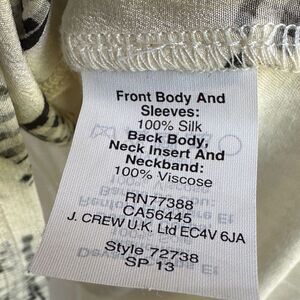 Front Body And
Sleeves:
100% Silk
Back Body,
Neck Insert And
Neckband:
100% Viscose
RN77388
CA56445
J. CREW U.K. Ltd EC4V 6JA
Style 72738
SP 13